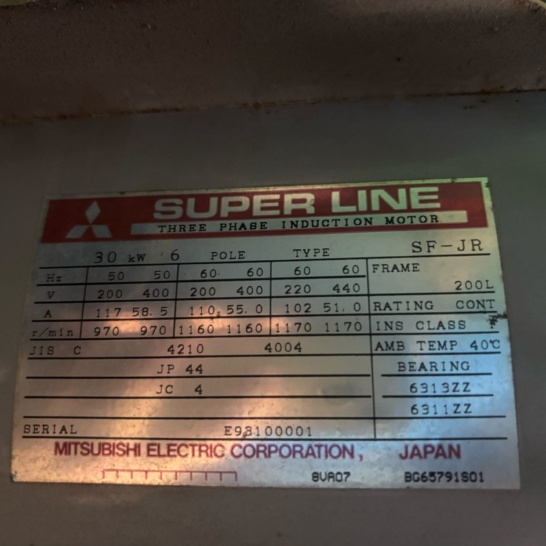 SUPER LINE
THREE PHASE INDUCTION MOTOR
30 kW 6 POLE TYPE SF-JR
Hz 50 50 60 60 60 60 FRAME
V 200 400 200 400 220 440 200L
A 117 58.5 110 55.0 102 51.0 RATING CONT
r/min 970 970 1160 1160 1170 1170 INS CLASS F
JIS C 4210 4004 AMB TEMP 40℃
JP 44 BEARING
JC 4 6313ZZ
6311ZZ
SERIAL E93100001
MITSUBISHI ELECTRIC CORPORATION, JAPAN
8VA07 BG65791S01